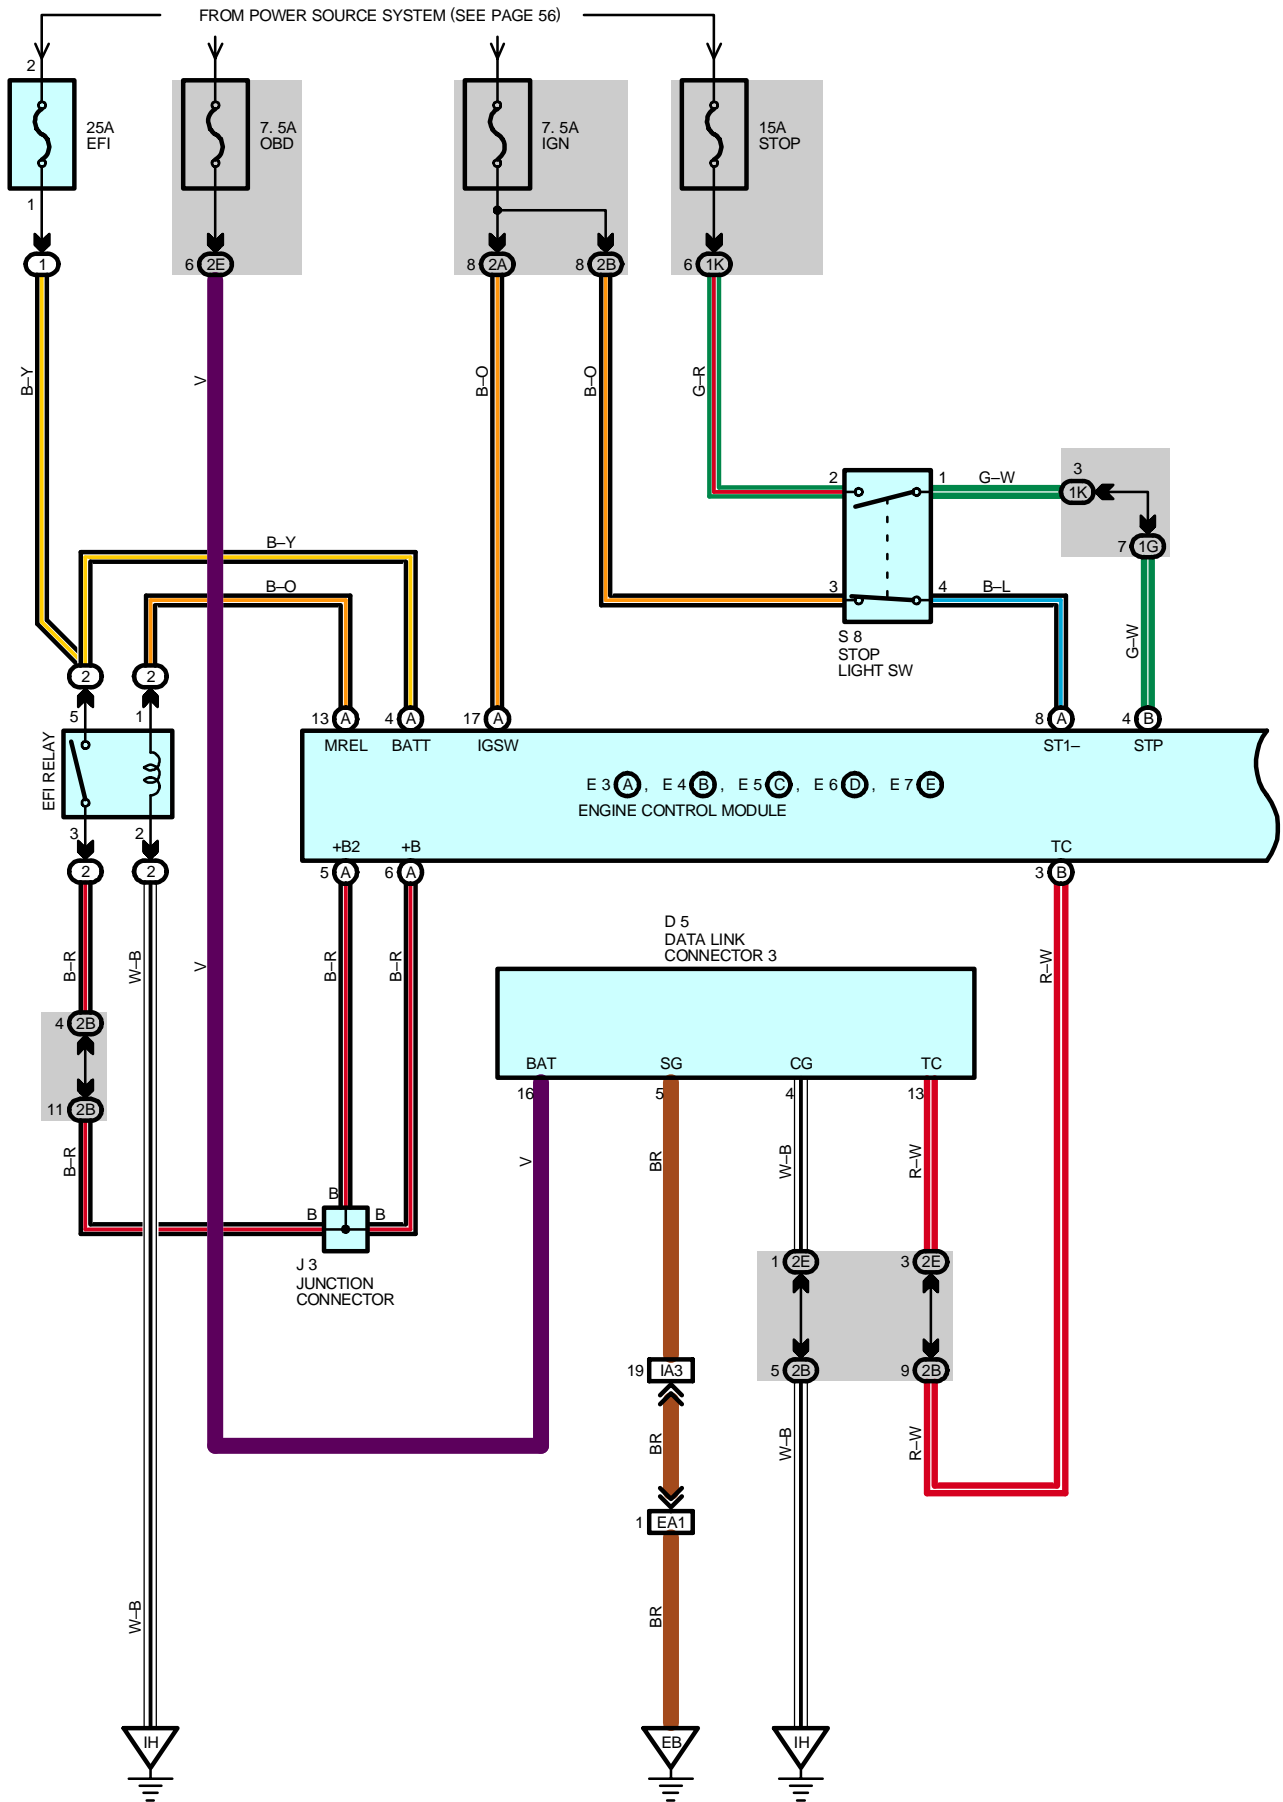 FROM POWER SOURCE SYSTEM (SEE PAGE 56)
2
25A
EFI
7. 5A
OBD
7. 5A
IGN
15A
STOP
1
1
6 2E
8 2A
8 2B
6 1K
B–Y
V
B–O
B–O
G–R
2
1
G–W
3
1K
7 1G
B–Y
B–O
3
4
B–L
S 8
STOP
LIGHT SW
G–W
2
2
5
1
13 A
4 A
17 A
8 A
4 B
MREL
BATT
IGSW
ST1–
STP
EFI RELAY
E 3 A , E 4 B , E 5 C , E 6 D , E 7 E
ENGINE CONTROL MODULE
3
2
+B2
+B
TC
2
2
5 A
6 A
3 B
D 5
DATA LINK
CONNECTOR 3
B–R
W–B
V
B–R
B–R
R–W
4 2B
BAT
SG
CG
TC
16
5
4
13
11 2B
B–R
V
BR
W–B
R–W
B
B
B
J 3
JUNCTION
CONNECTOR
1 2E
3 2E
19 IA3
5 2B
9 2B
BR
W–B
R–W
1 EA1
W–B
BR
IH
EB
IH